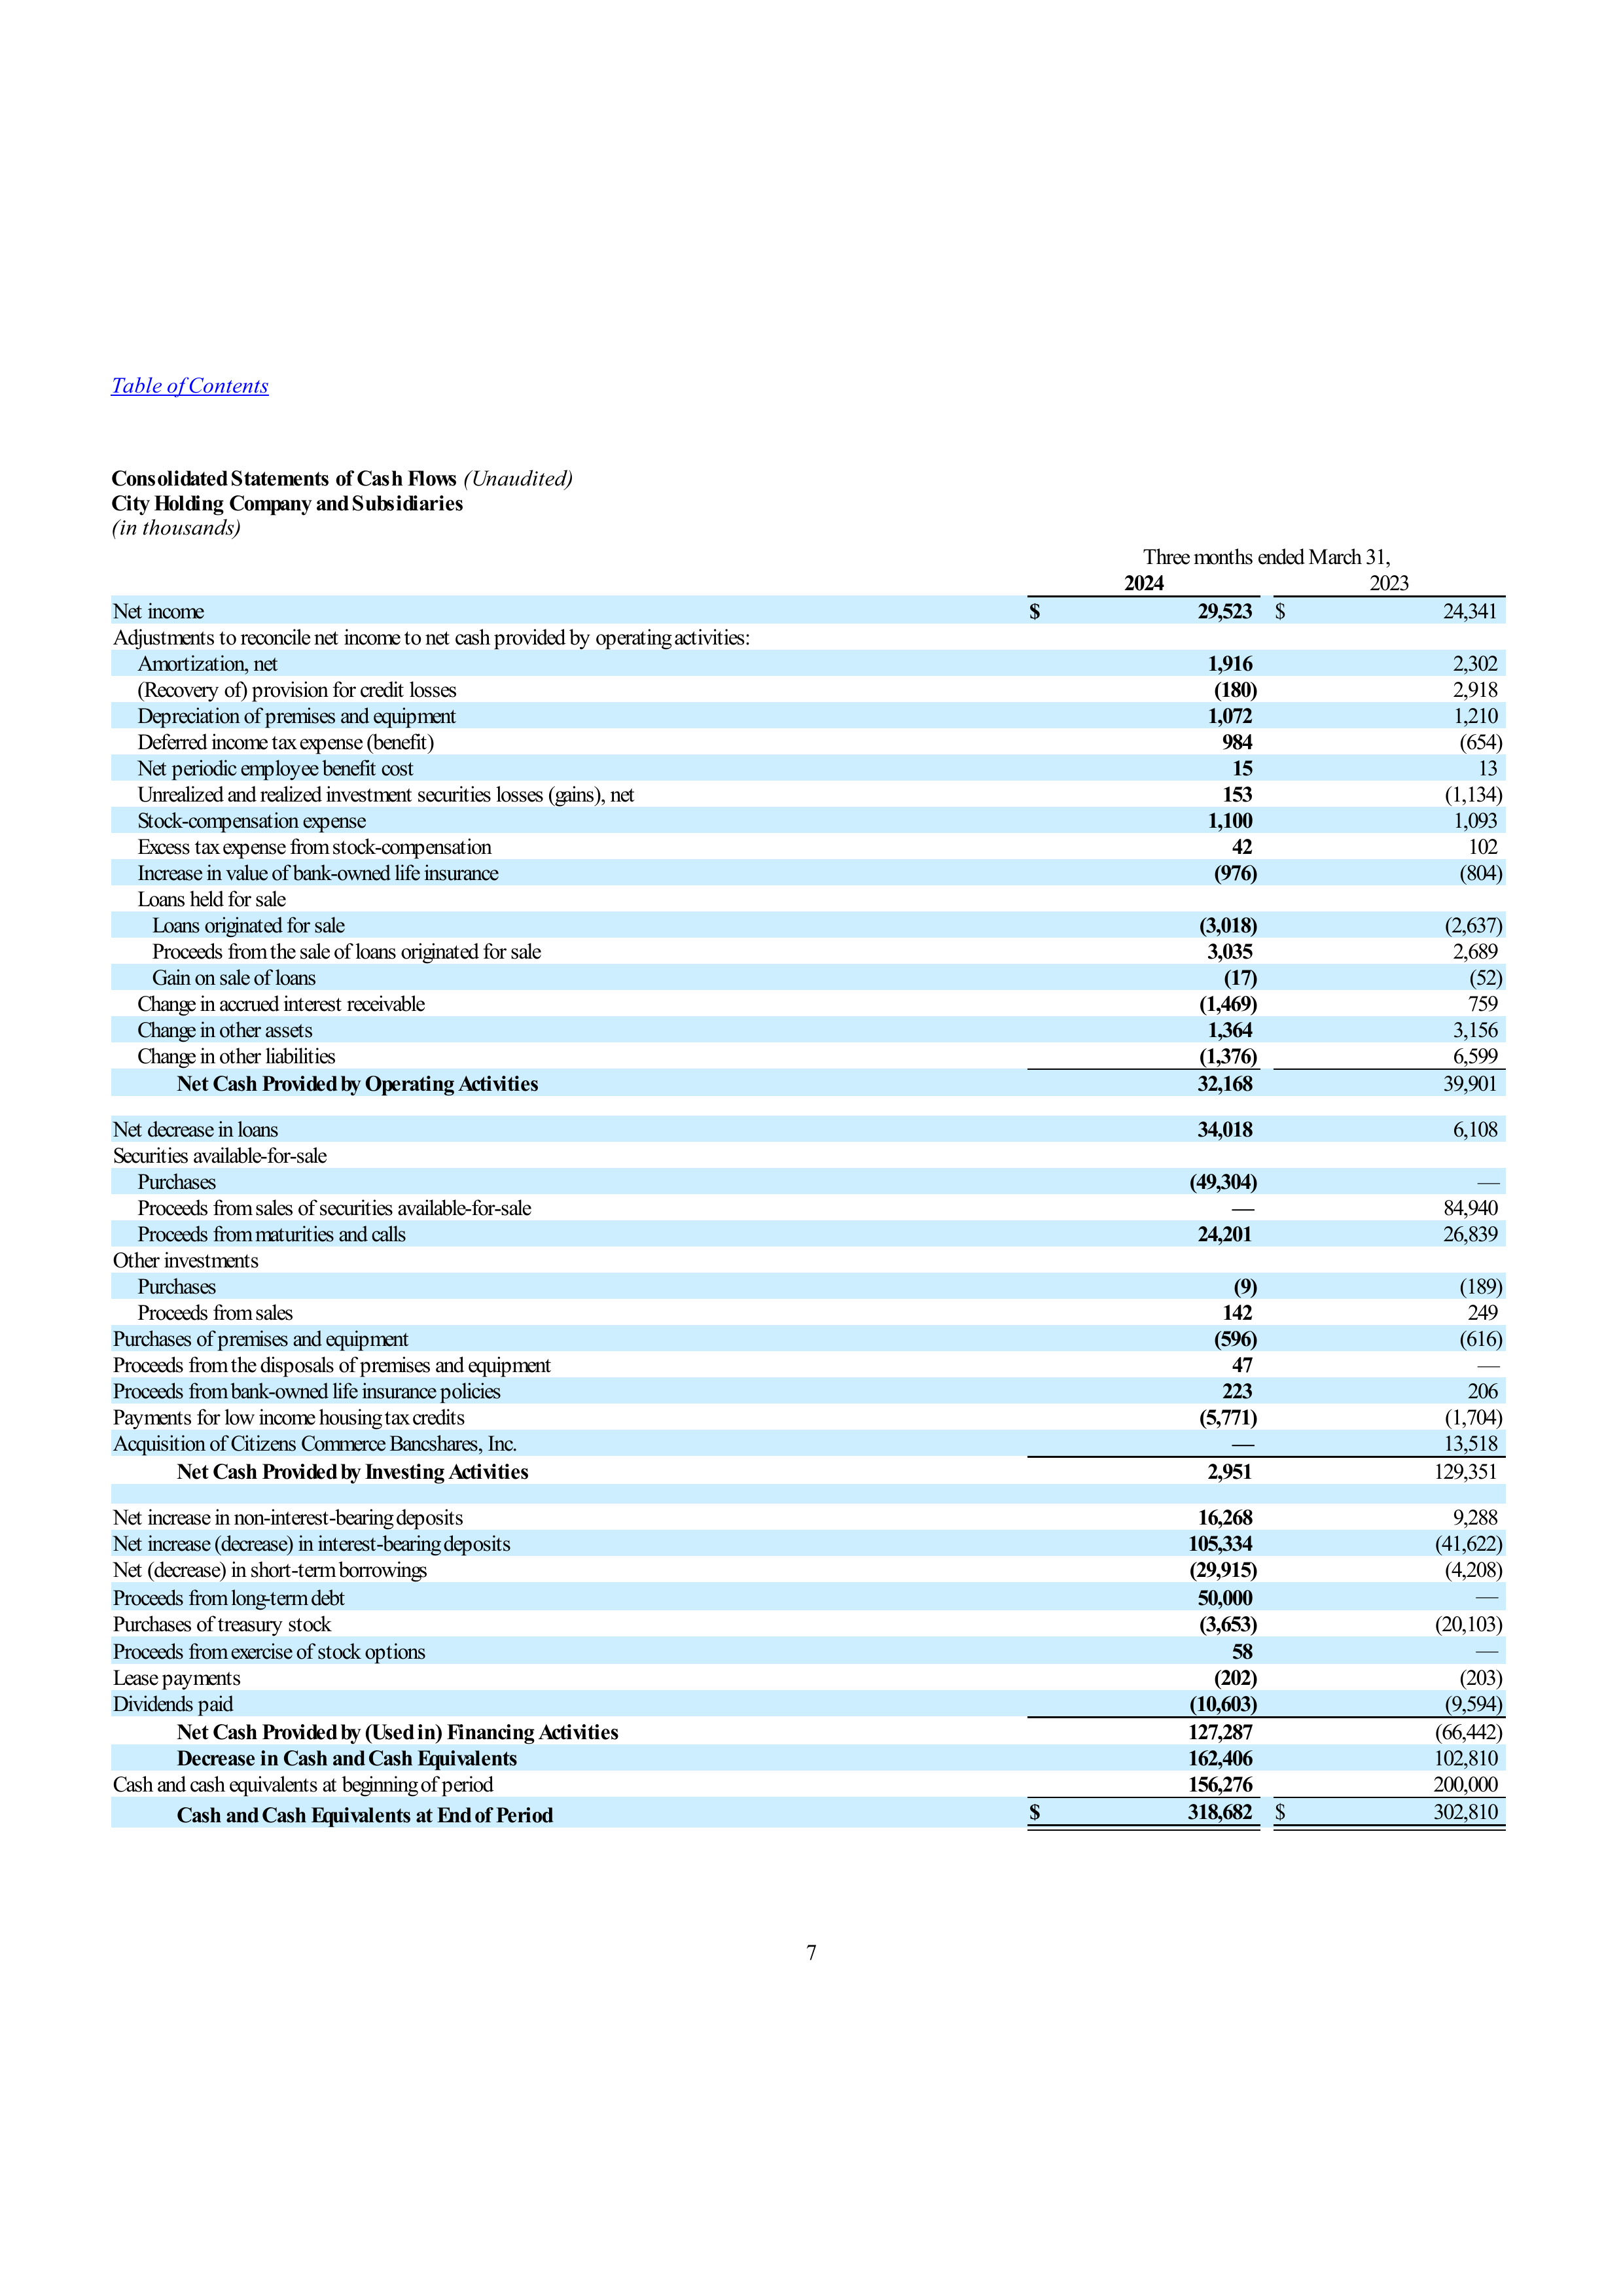 Table of Contents
Consolidated Statements of Cash Flows (Unaudited)
City Holding Company and Subsidiaries
(in thousands)
Three months ended March 31,
2024 2023
Net income $ 29,523 $ 24,341
Adjustments to reconcile net income to net cash provided by operating activities:
Amortization, net 1,916 2,302
(Recovery of) provision for credit losses (180) 2,918
Depreciation of premises and equipment 1,072 1,210
Deferred income tax expense (benefit) 984 (654)
Net periodic employee benefit cost 15 13
Unrealized and realized investment securities losses (gains), net 153 (1,134)
Stock-compensation expense 1,100 1,093
Excess tax expense from stock-compensation 42 102
Increase in value of bank-owned life insurance (976) (804)
Loans held for sale
Loans originated for sale (3,018) (2,637)
Proceeds from the sale of loans originated for sale 3,035 2,689
Gain on sale of loans (17) (52)
Change in accrued interest receivable (1,469) 759
Change in other assets 1,364 3,156
Change in other liabilities (1,376) 6,599
Net Cash Provided by Operating Activities 32,168 39,901
Net decrease in loans 34,018 6,108
Securities available-for-sale
Purchases (49,304) —
Proceeds from sales of securities available-for-sale — 84,940
Proceeds from maturities and calls 24,201 26,839
Other investments
Purchases (9) (189)
Proceeds from sales 142 249
Purchases of premises and equipment (596) (616)
Proceeds from the disposals of premises and equipment 47 —
Proceeds from bank-owned life insurance policies 223 206
Payments for low income housing tax credits (5,771) (1,704)
Acquisition of Citizens Commerce Bancshares, Inc. — 13,518
Net Cash Provided by Investing Activities 2,951 129,351
Net increase in non-interest-bearing deposits 16,268 9,288
Net increase (decrease) in interest-bearing deposits 105,334 (41,622)
Net (decrease) in short-term borrowings (29,915) (4,208)
Proceeds from long-term debt 50,000 —
Purchases of treasury stock (3,653) (20,103)
Proceeds from exercise of stock options 58 —
Lease payments (202) (203)
Dividends paid (10,603) (9,594)
Net Cash Provided by (Used in) Financing Activities 127,287 (66,442)
Decrease in Cash and Cash Equivalents 162,406 102,810
Cash and cash equivalents at beginning of period 156,276 200,000
Cash and Cash Equivalents at End of Period $ 318,682 $ 302,810
7